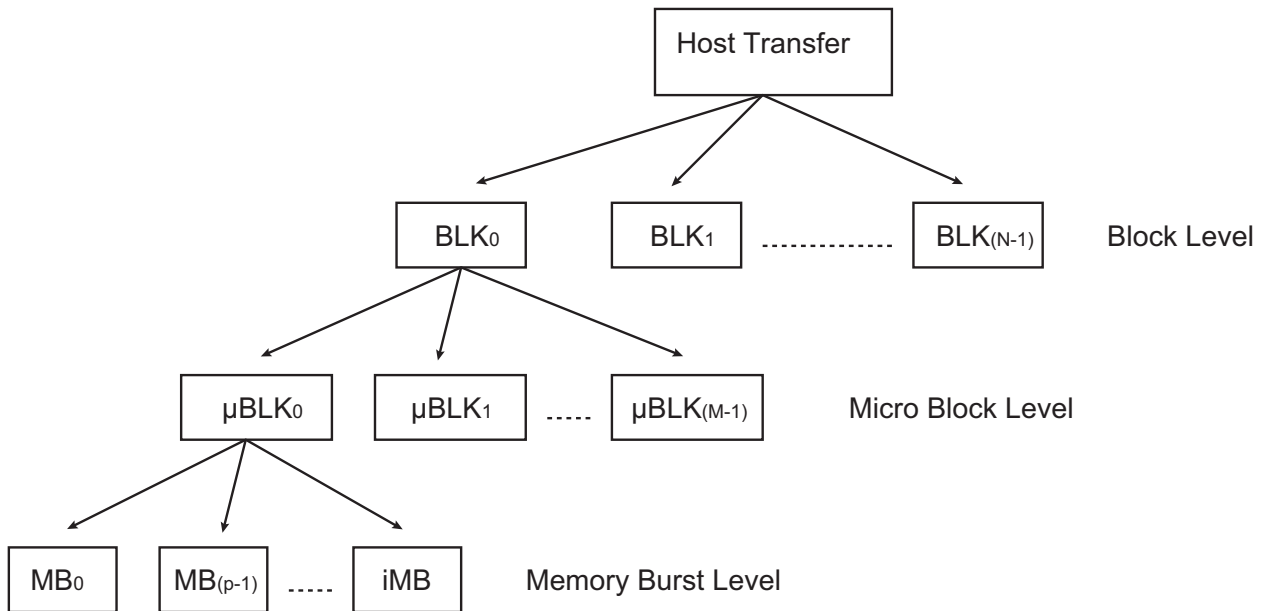 Host Transfer
BLK0 BLK1 BLK(N-1) Block Level
µBLK0 µBLK1 µBLK(M-1) Micro Block Level
MB0 MB(p-1) iMB Memory Burst Level